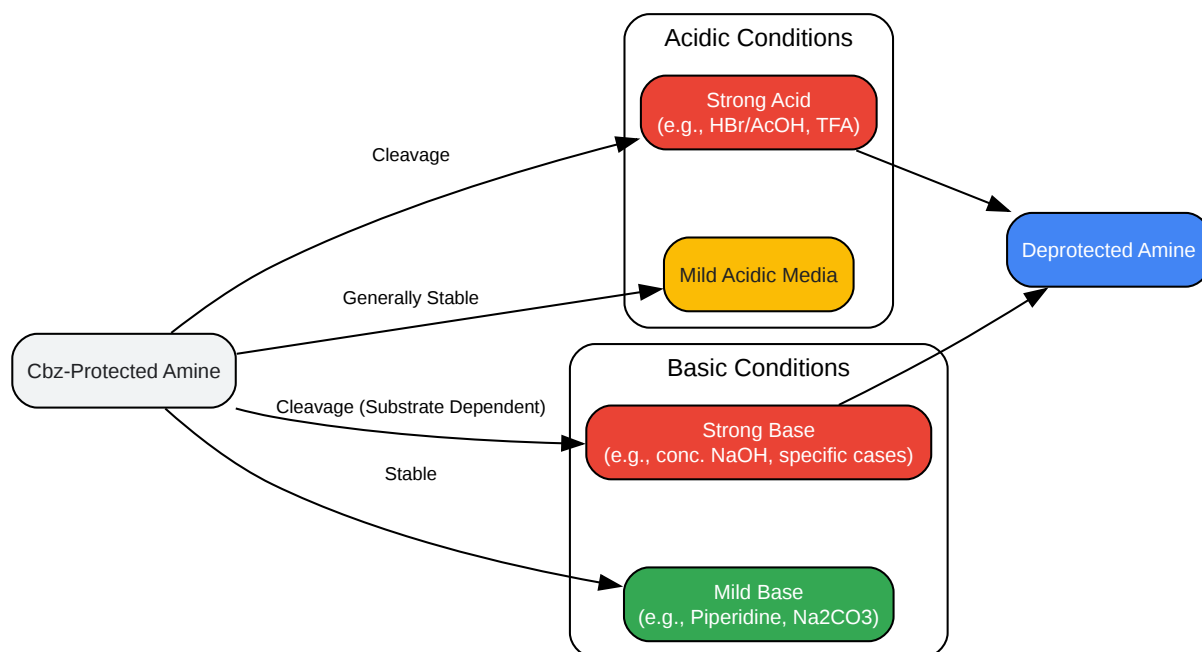 Acidic Conditions
Strong Acid
(e.g., HBr/AcOH, TFA)
Cleavage
Deprotected Amine
Mild Acidic Media
Generally Stable
Cbz-Protected Amine
Basic Conditions
Cleavage (Substrate Dependent)
Strong Base
(e.g., conc. NaOH, specific cases)
Stable
Mild Base
(e.g., Piperidine, Na2CO3)